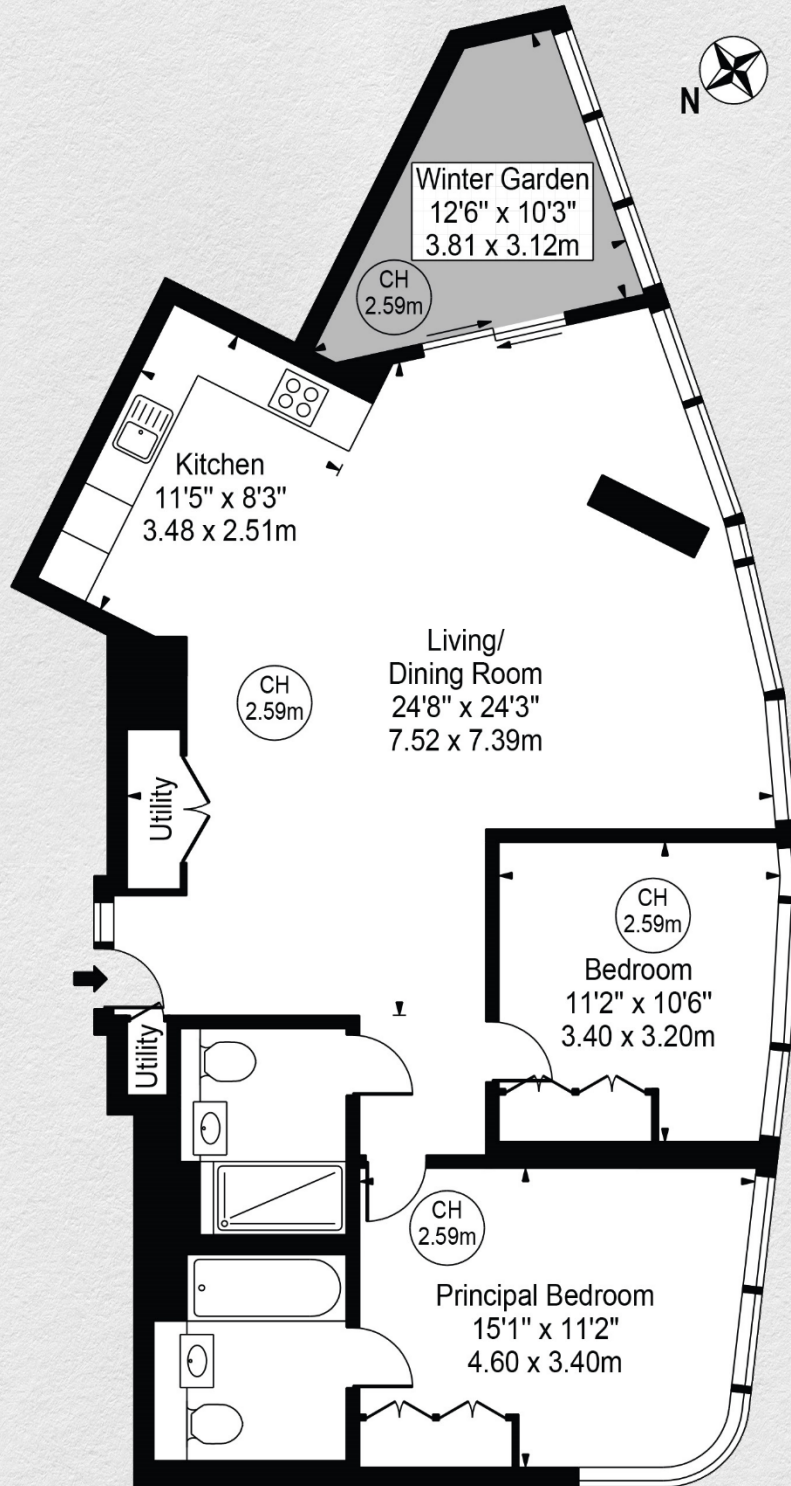 N
Winter Garden
12'6" x 10'3"
3.81 x 3.12m
CH
2.59m
Kitchen
11'5" x 8'3"
3.48 x 2.51m
Living/
Dining Room
24'8" x 24'3"
7.52 x 7.39m
CH
2.59m
Utility
CH
2.59m
Bedroom
11'2" x 10'6"
3.40 x 3.20m
Utility
CH
2.59m
Principal Bedroom
15'1" x 11'2"
4.60 x 3.40m